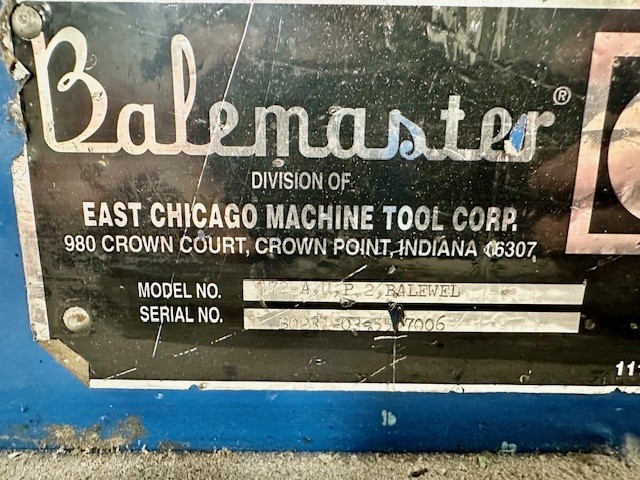 Balemaster®
DIVISION OF
EAST CHICAGO MACHINE TOOL CORP.
980 CROWN COURT, CROWN POINT, INDIANA 46307
MODEL NO. BALEWEL
SERIAL NO.